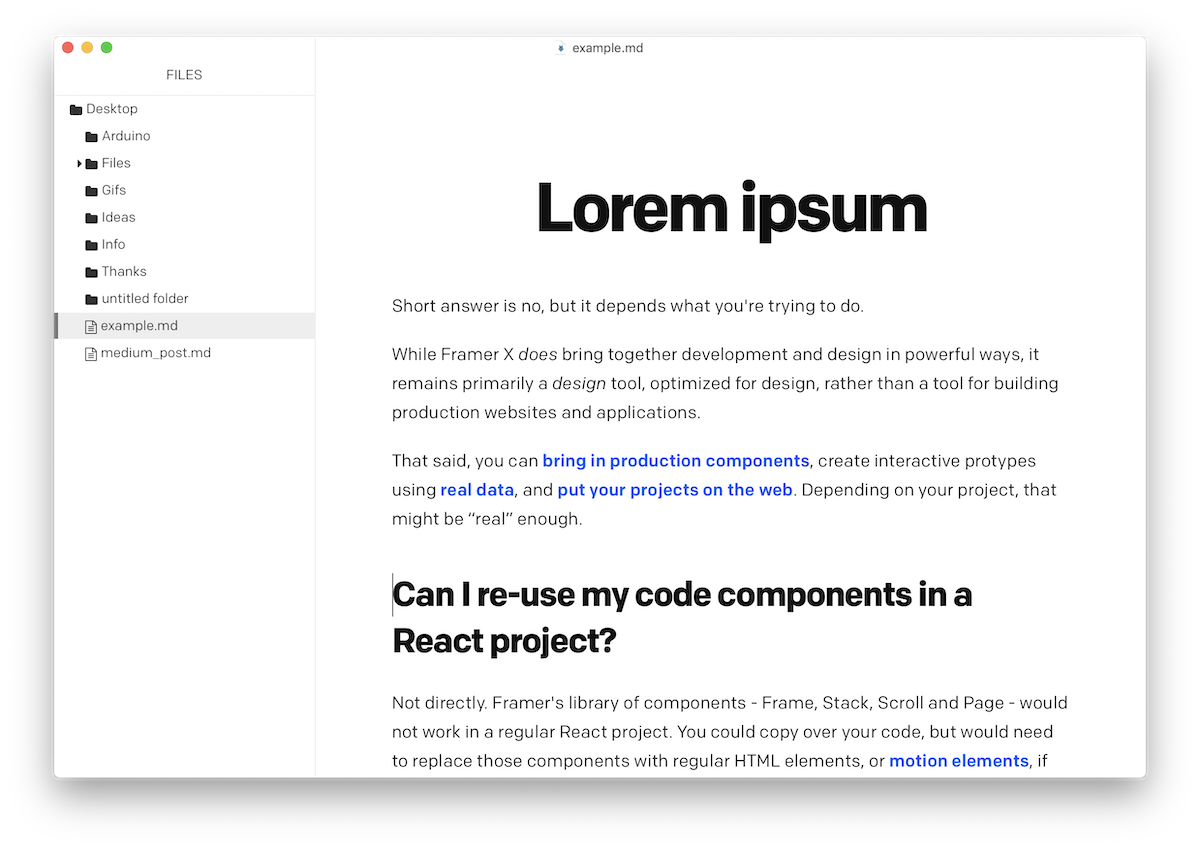 example.md
FILES
Desktop
Arduino
Files
Gifs
Ideas
Info
Thanks
untitled folder
example.md
medium_post.md
Lorem ipsum
Short answer is no, but it depends what you're trying to do.
While Framer X does bring together development and design in powerful ways, it
remains primarily a design tool, optimized for design, rather than a tool for building
production websites and applications.
That said, you can bring in production components, create interactive protypes
using real data, and put your projects on the web. Depending on your project, that
might be “real” enough.
Can I re-use my code components in a
React project?
Not directly. Framer's library of components - Frame, Stack, Scroll and Page - would
not work in a regular React project. You could copy over your code, but would need
to replace those components with regular HTML elements, or motion elements, if